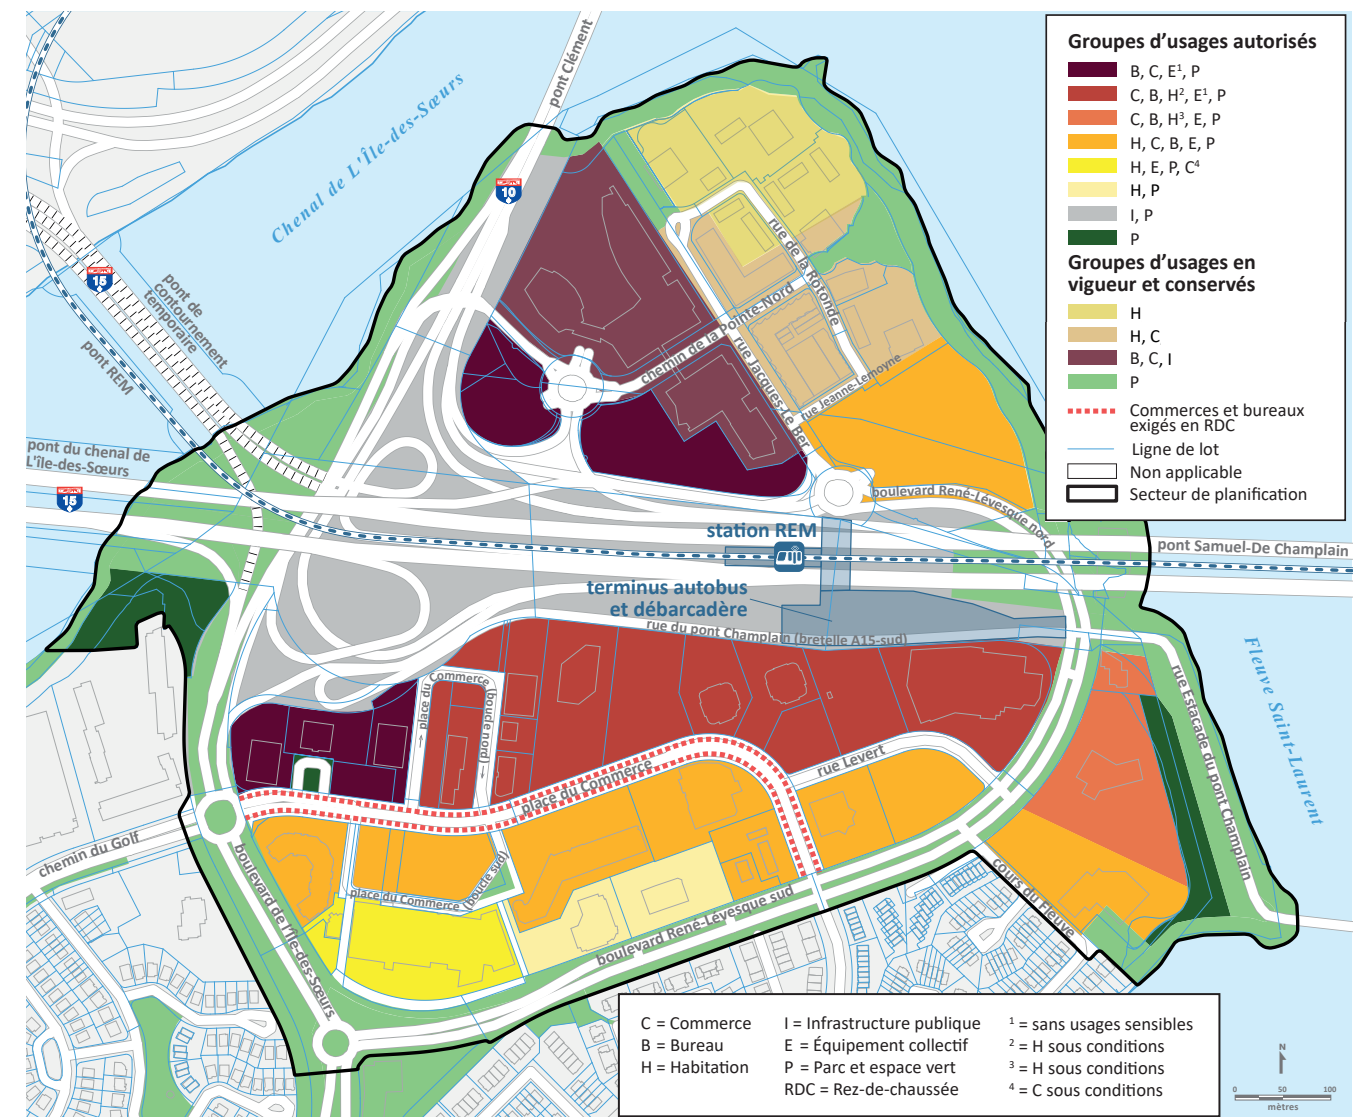 Groupes d'usages autorisés
B, C, E¹, P
C, B, H², E¹, P
C, B, H³, E, P
H, C, B, E, P
H, E, P, C⁴
H, P
I, P
P
Groupes d'usages en
vigueur et conservés
H
H, C
B, C, I
P
Commerces et bureaux
exigés en RDC
Ligne de lot
Non applicable
Secteur de planification
pont Clément
Chenal de L'Île-des-Sœurs
10
15
pont de
contournement
temporaire
pont REM
pont du chenal de
L'île-des-Sœurs
15
rue de la Rotonde
chemin de la Pointe-Nord
rue Jacques-Le Ber
rue Jeanne-Lemoyne
boulevard René-Lévesque nord
station REM
pont Samuel-De Champlain
terminus autobus
et débarcadère
rue du pont Champlain (bretelle A15-sud)
Fleuve Saint-Laurent
rue Estacade du pont Champlain
place du Commerce
(boucle nord)
place du Commerce
rue Levert
chemin du Golf
boulevard de l'Île-des-Sœurs
place du Commerce (boucle sud)
boulevard René-Lévesque sud
cours du Fleuve
C = Commerce
B = Bureau
H = Habitation
I = Infrastructure publique
E = Équipement collectif
P = Parc et espace vert
RDC = Rez-de-chaussée
¹ = sans usages sensibles
² = H sous conditions
³ = H sous conditions
⁴ = C sous conditions
N
0 50 100
mètres